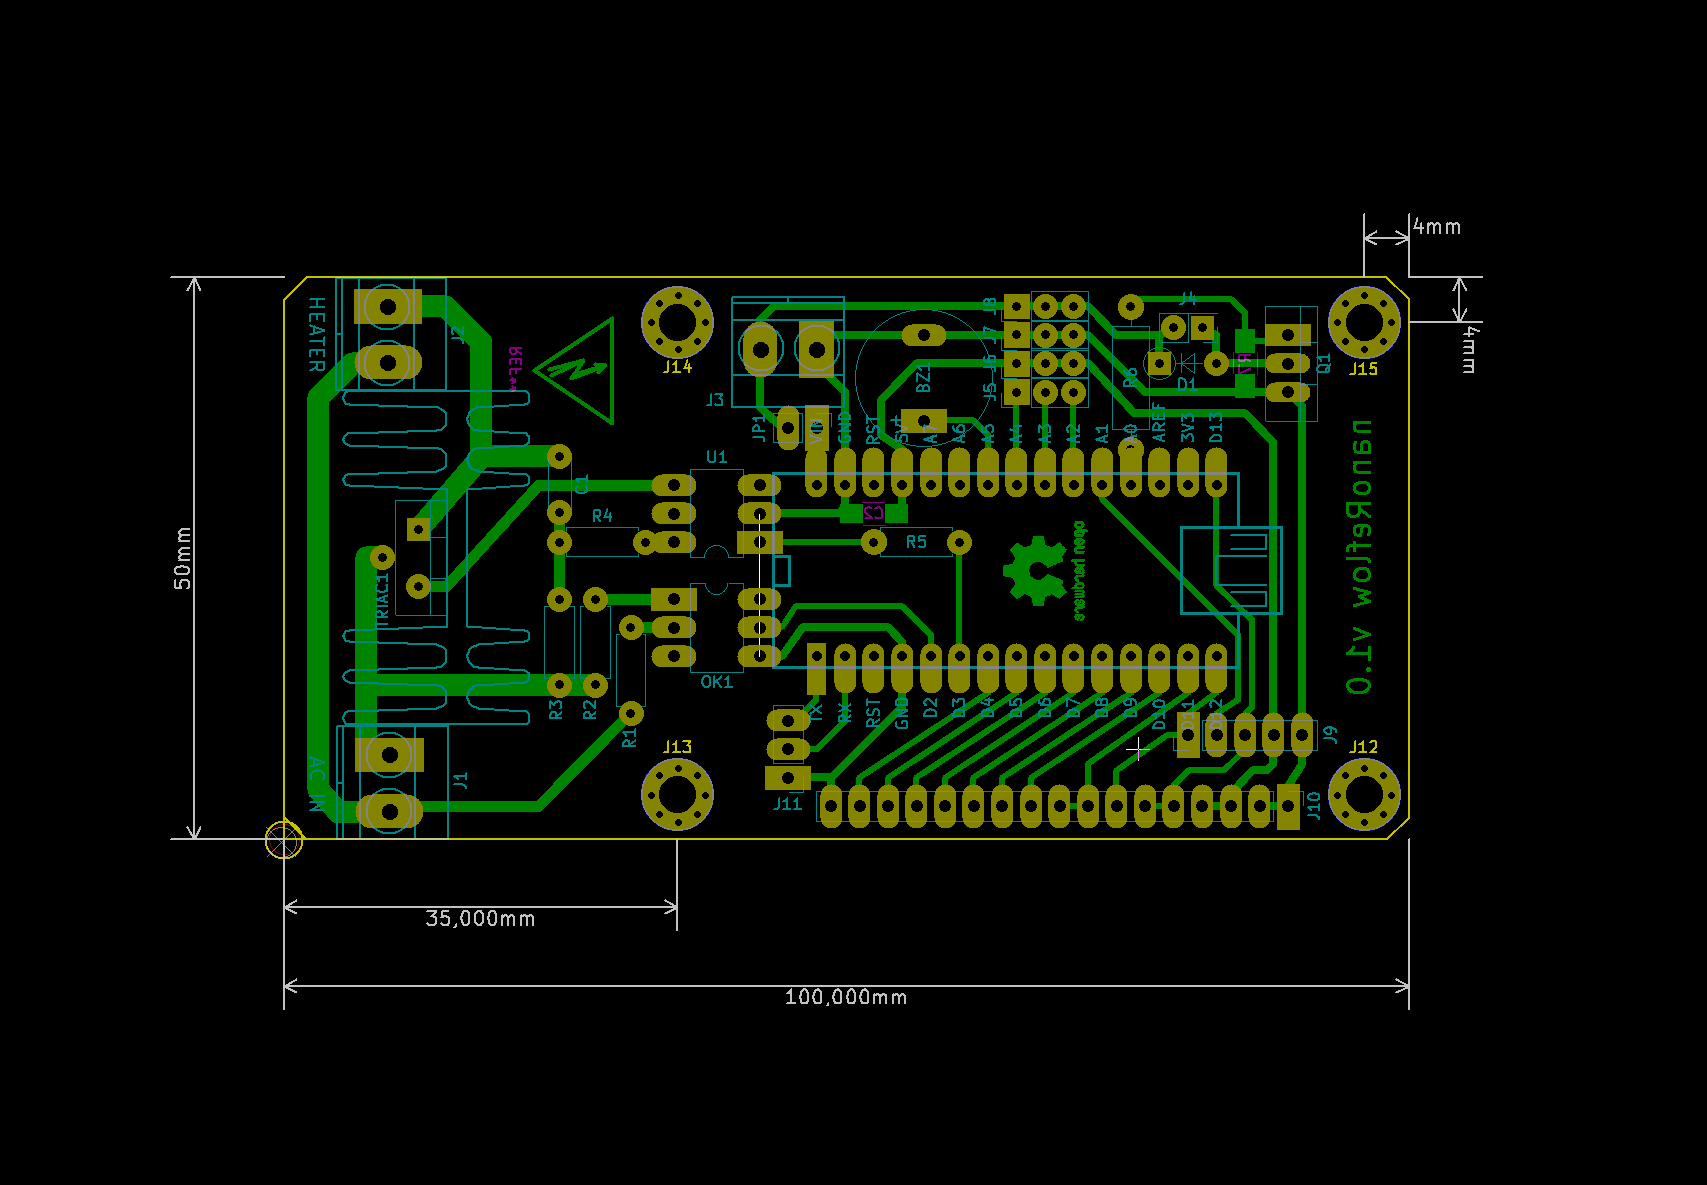 4mm
4mm
50mm
35,000mm
100,000mm
HEATER
J2
REF**
J14
J3
JP1
BZ1
J8
J7
J6
J5
J4
R6
D1
R7
Q1
J15
VIN
GND
RST
5V
A7
A6
A5
A4
A3
A2
A1
A0
AREF
3V3
D13
U1
C1
R4
R5
TRIAC1
open hardware
nanoReflow v1.0
OK1
R3
R2
R1
TX
RX
RST
GND
D2
D3
D4
D5
D6
D7
D8
D9
D10
D11
D12
AC IN
J1
J13
J11
J9
J10
J12